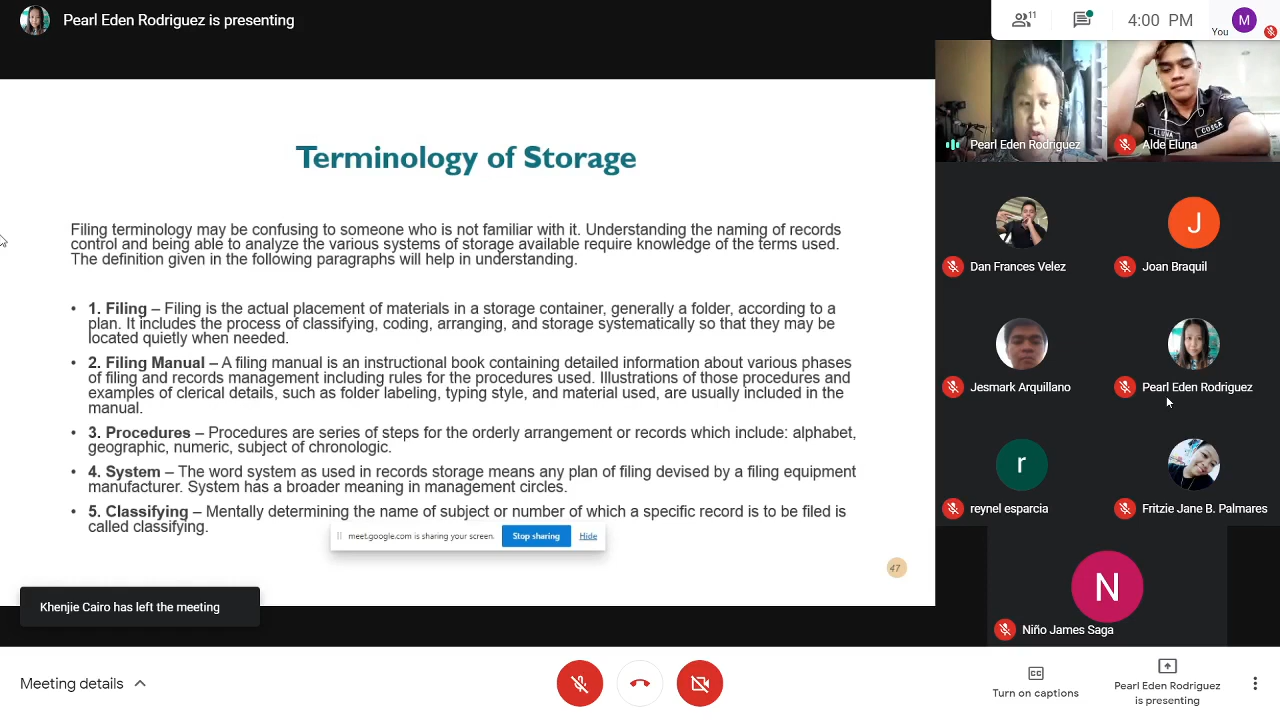 Pearl Eden Rodriguez is presenting
11
4:00 PM
You
M
Terminology of Storage
Filing terminology may be confusing to someone who is not familiar with it. Understanding the naming of records
control and being able to analyze the various systems of storage available require knowledge of the terms used.
The definition given in the following paragraphs will help in understanding.
• 1. Filing – Filing is the actual placement of materials in a storage container, generally a folder, according to a
plan. It includes the process of classifying, coding, arranging, and storage systematically so that they may be
located quietly when needed.
• 2. Filing Manual – A filing manual is an instructional book containing detailed information about various phases
of filing and records management including rules for the procedures used. Illustrations of those procedures and
examples of clerical details, such as folder labeling, typing style, and material used, are usually included in the
manual.
• 3. Procedures – Procedures are series of steps for the orderly arrangement or records which include: alphabet,
geographic, numeric, subject of chronologic.
• 4. System – The word system as used in records storage means any plan of filing devised by a filing equipment
manufacturer. System has a broader meaning in management circles.
• 5. Classifying – Mentally determining the name of subject or number of which a specific record is to be filed is
called classifying.
meet.google.com is sharing your screen.
Stop sharing
Hide
47
Khenjie Cairo has left the meeting
ELUNA
COSCA
Pearl Eden Rodriguez
Alde Eluna
J
Dan Frances Velez
Joan Braquil
Jesmark Arquillano
Pearl Eden Rodriguez
r
reynel esparcia
Fritzie Jane B. Palmares
N
Niño James Saga
Meeting details
CC
Turn on captions
Pearl Eden Rodriguez
is presenting